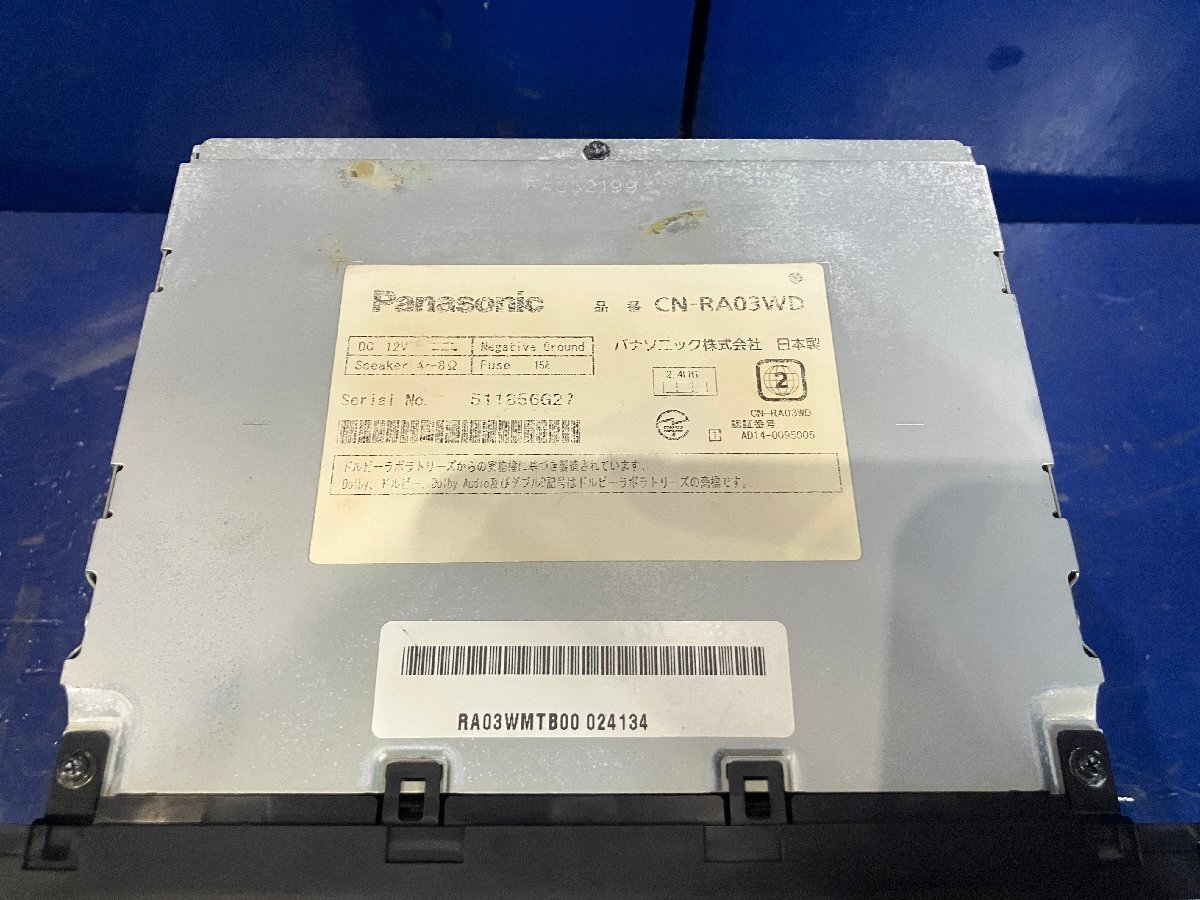 Panasonic 品番 CN-RA03WD
DC 12V Negative Ground
Speaker 4~8Ω Fuse 15A
パナソニック株式会社 日本製
Serial No.
2
CN-RA03WD
認証番号
AD14-0095005
ドルビーラボラトリーズからの実施権に基づき製造されています。
Dolby、ドルビー、Dolby Audio及びダブルD記号はドルビーラボラトリーズの商標です。
RA03WMTB00 024134